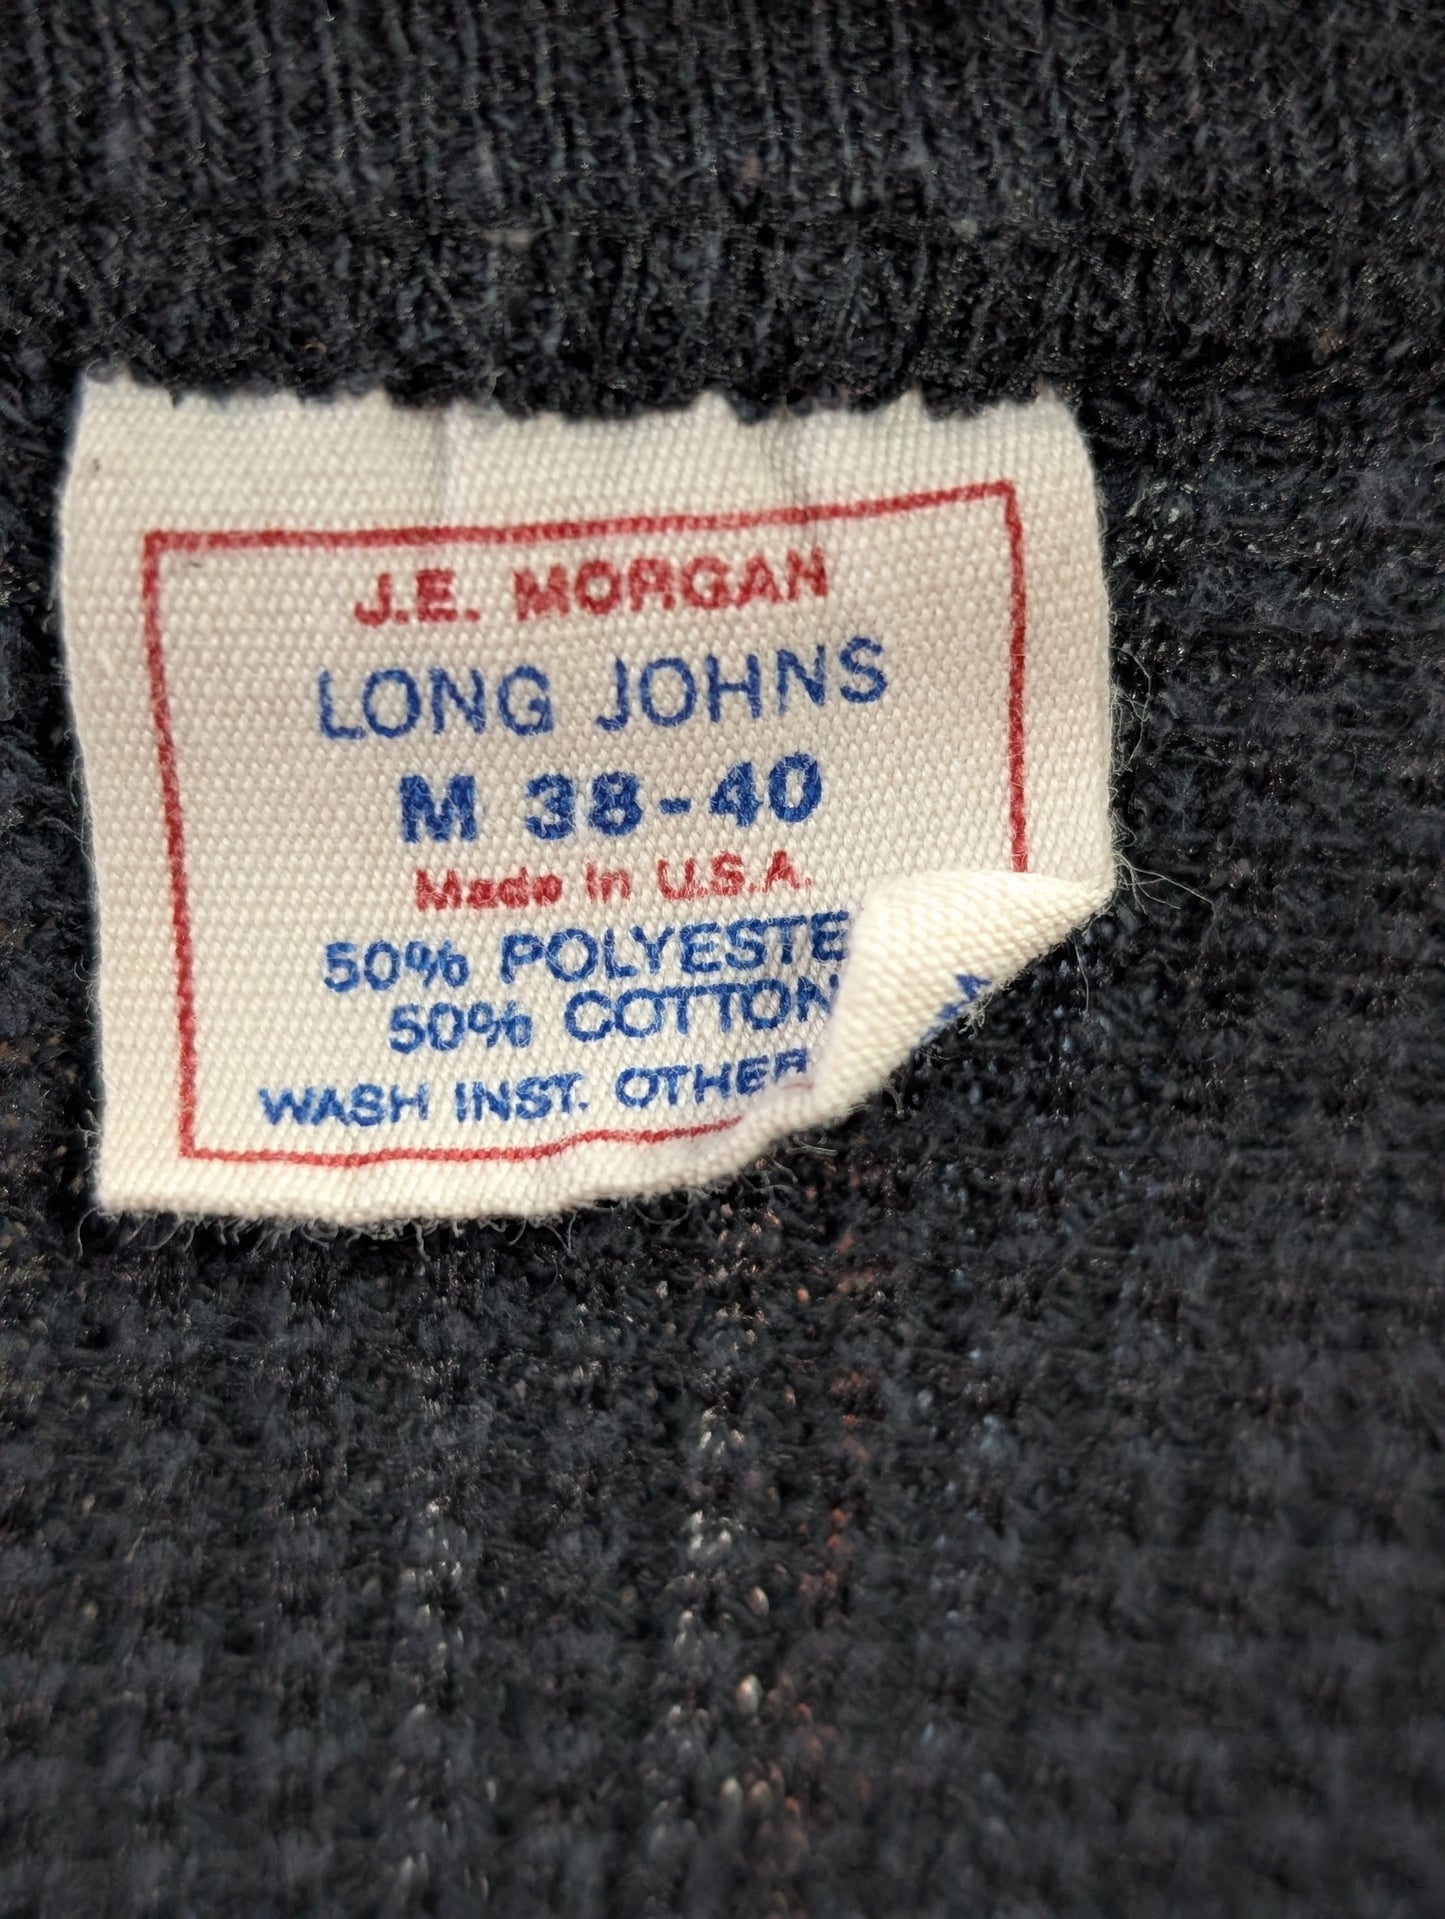 J.E. MORGAN
LONG JOHNS
M 38-40
Made in U.S.A.
50% POLYESTE
50% COTTON
WASH INST. OTHER